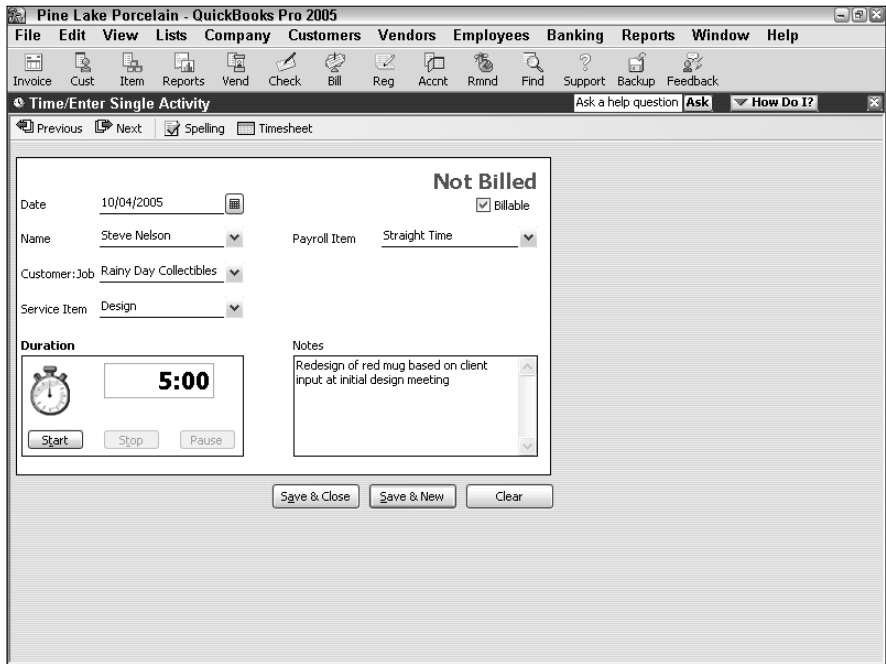 Pine Lake Porcelain - QuickBooks Pro 2005
File Edit View Lists Company Customers Vendors Employees Banking Reports Window Help
Invoice Cust Item Reports Vend Check Bill Reg Accnt Rmnd Find Support Backup Feedback
Time/Enter Single Activity Ask a help question Ask How Do I?
Previous Next Spelling Timesheet
Not Billed
Date 10/04/2005 Billable
Name Steve Nelson Payroll Item Straight Time
Customer:Job Rainy Day Collectibles
Service Item Design
Duration Notes
Redesign of red mug based on client
input at initial design meeting
5:00
Start Stop Pause
Save & Close Save & New Clear